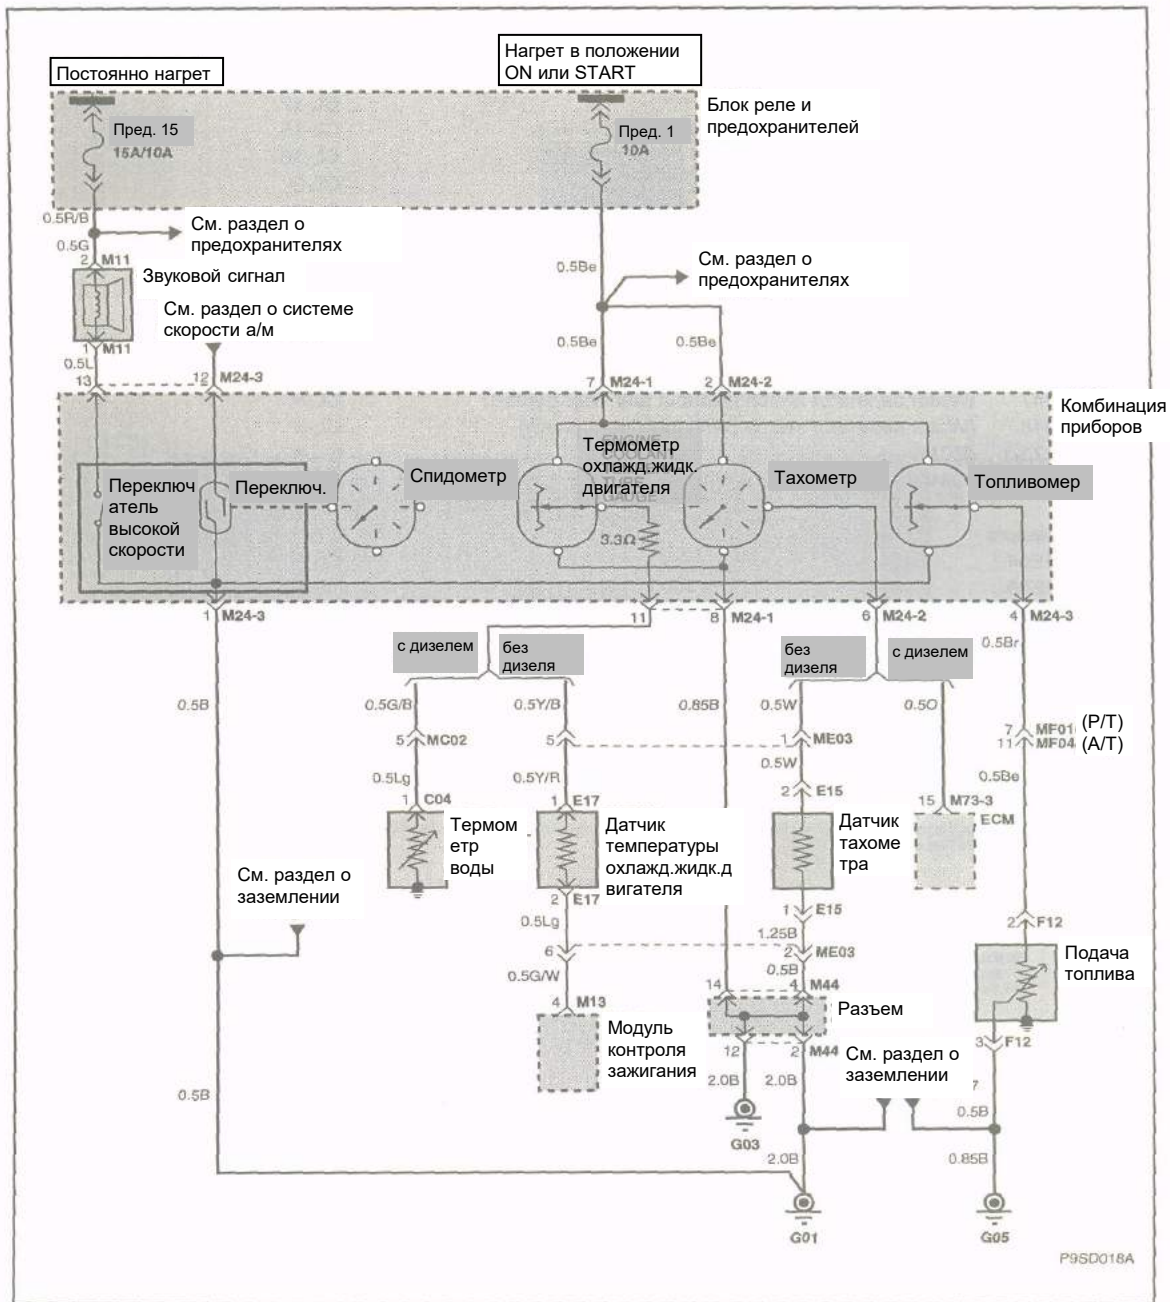 Постоянно нагрет
Нагрет в положении
ON или START
Блок реле и
предохранителей
Пред. 15
15A/10A
Пред. 1
10A
0.5R/B
См. раздел о
предохранителях
0.5G
2 M11
Звуковой сигнал
0.5Be
См. раздел о
предохранителях
См. раздел о системе
скорости а/м
1 M11
0.5L
0.5Be
0.5Be
13
12 M24-3
7 M24-1
2 M24-2
Комбинация
приборов
Переключ
атель
высокой
скорости
Переключ.
Спидометр
Термометр
охлажд.жидк.
двигателя
Тахометр
Топливомер
3.3Ω
1 M24-3
11
8 M24-1
6 M24-2
4 M24-3
с дизелем
без
дизеля
без
дизеля
с дизелем
0.5Br
0.5B
0.5G/B
0.5Y/B
0.85B
0.5W
0.5O
5 MC02
5
1 ME03
7 MF01 (P/T)
11 MF04 (A/T)
0.5Lg
0.5Y/R
0.5W
0.5Be
1 C04
1 E17
2 E15
15 M73-3
ECM
Термом
етр
воды
Датчик
температуры
охлажд.жидк.д
вигателя
Датчик
тахоме
тра
См. раздел о
заземлении
2 E17
1 E15
0.5Lg
1.25B
2 F12
6
2 ME03
0.5G/W
0.5B
Подача
топлива
4 M13
14
4 M44
Разъем
Модуль
контроля
зажигания
12
2 M44
3 F12
См. раздел о
заземлении
2.0B
2.0B
7
0.5B
0.5B
G03
2.0B
0.85B
G01
G05
P9SD018A